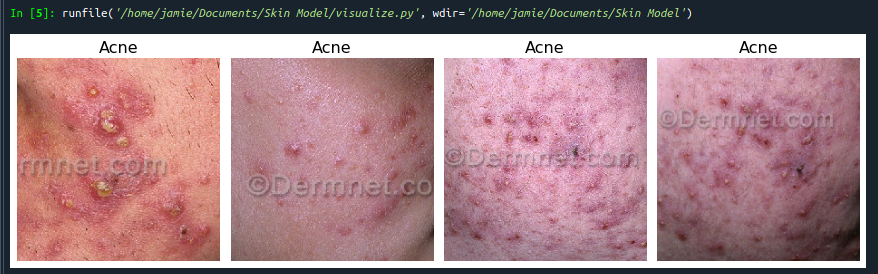 In [5]: runfile('/home/jamie/Documents/Skin Model/visualize.py', wdir='/home/jamie/Documents/Skin Model')
Acne Acne Acne Acne
rmnet.com ©Dermnet.co ©Dermnet.com ©Dermnet.com